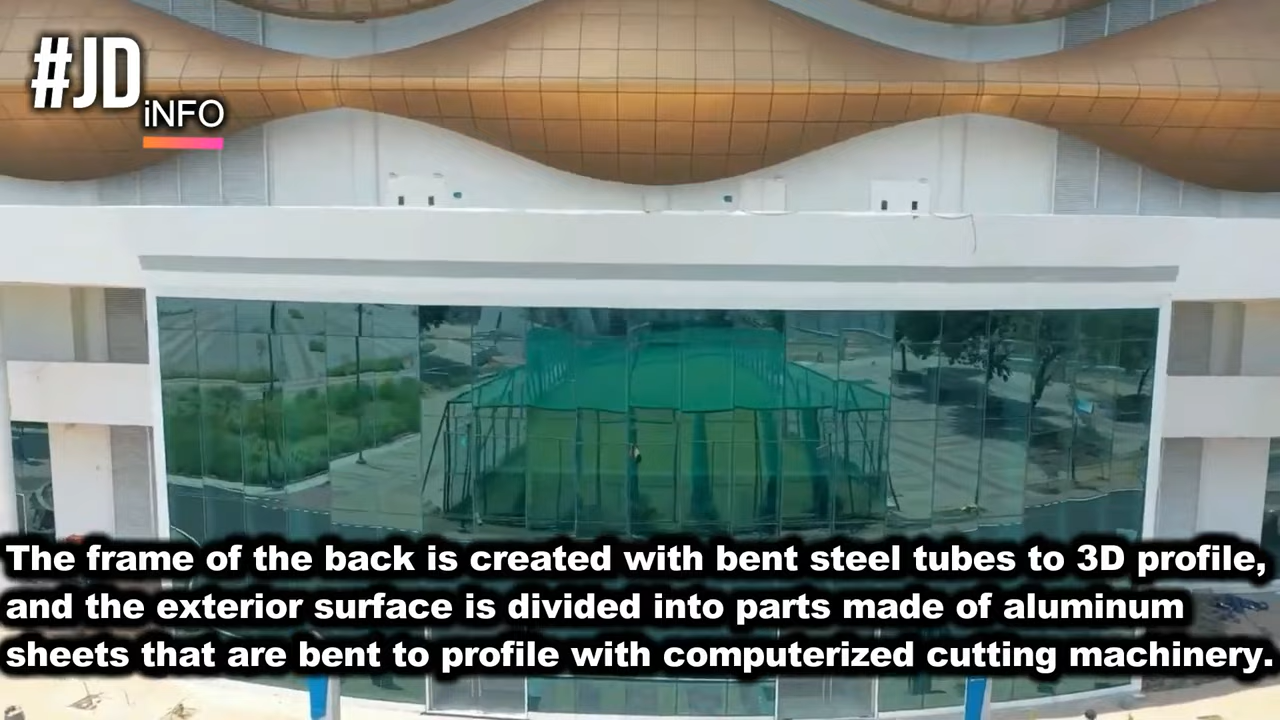 #JD
iNFO
The frame of the back is created with bent steel tubes to 3D profile,
and the exterior surface is divided into parts made of aluminum
sheets that are bent to profile with computerized cutting machinery.